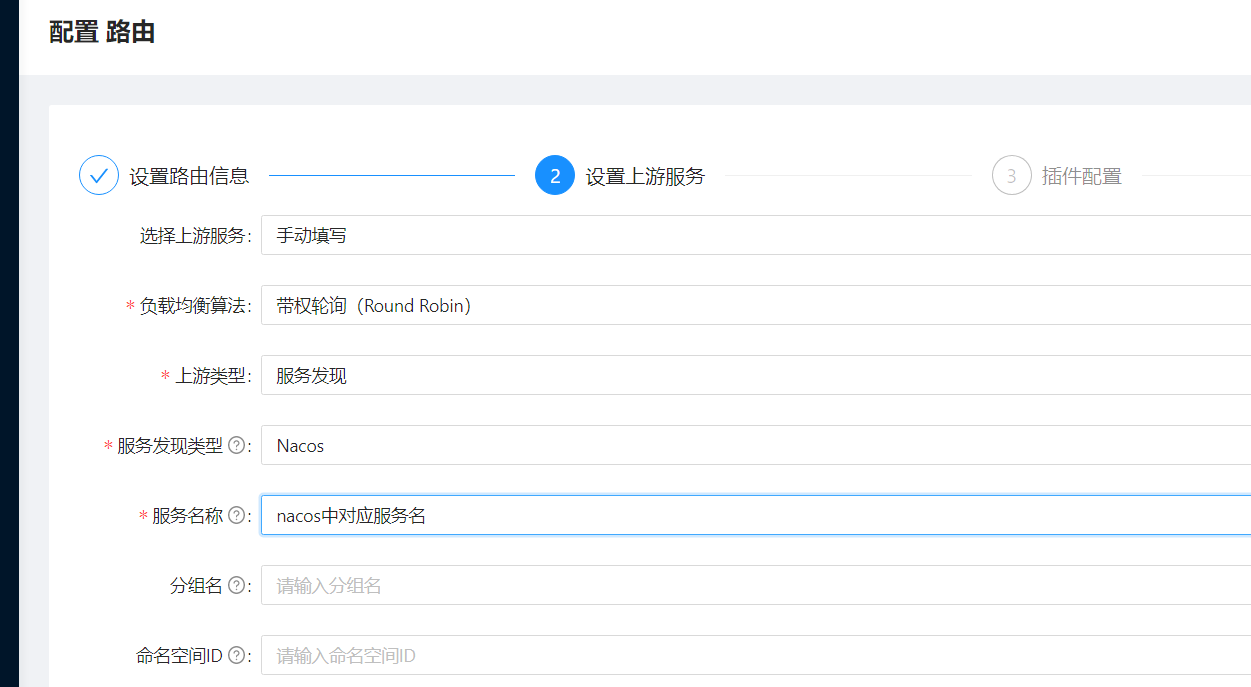 配置 路由
设置路由信息 2 设置上游服务 3 插件配置
选择上游服务: 手动填写
* 负载均衡算法: 带权轮询（Round Robin）
* 上游类型: 服务发现
* 服务发现类型 ? : Nacos
* 服务名称 ? : nacos中对应服务名
分组名 ? : 请输入分组名
命名空间ID ? : 请输入命名空间ID